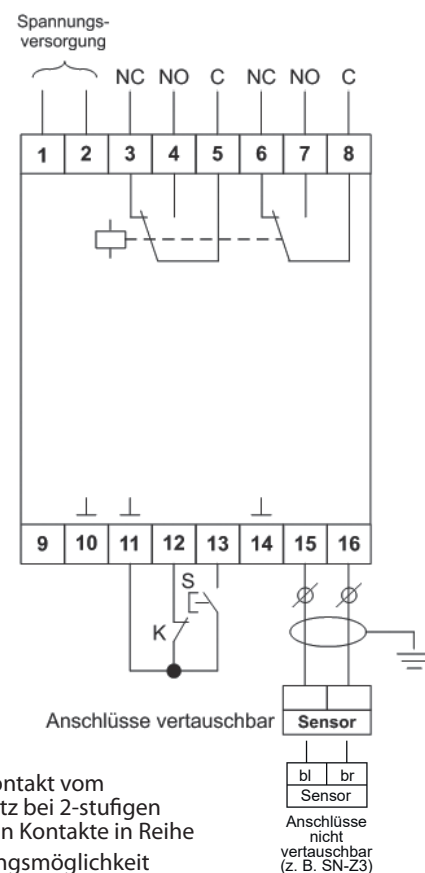 Spannungs-
versorgung
NC NO C NC NO C
1 2 3 4 5 6 7 8
9 10 11 12 13 14 15 16
S
K
Anschlüsse vertauschbar
Sensor
bl br
Sensor
Anschlüsse
nicht
vertauschbar
(z. B. SN-Z3)
ontakt vom
tz bei 2-stufigen
n Kontakte in Reihe
ngsmöglichkeit